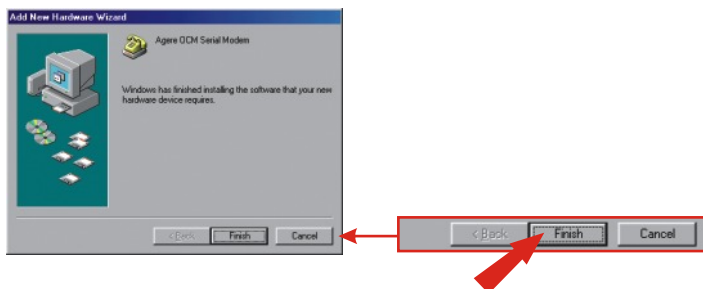 Add New Hardware Wizard
Agere OCM Serial Modem
Windows has finished installing the software that your new
hardware device requires.
< Back Finish Cancel
< Back Finish Cancel